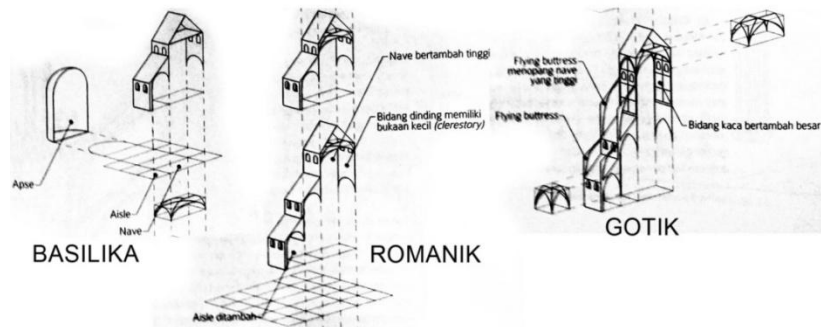 Apse
Aisle
Nave
BASILIKA
Nave bertambah tinggi
Bidang dinding memiliki
bukaan kecil (clerestory)
ROMANIK
Aisle ditambah
Flying buttress
menopang nave
yang tinggi
Flying buttress
Bidang kaca bertambah besar
GOTIK